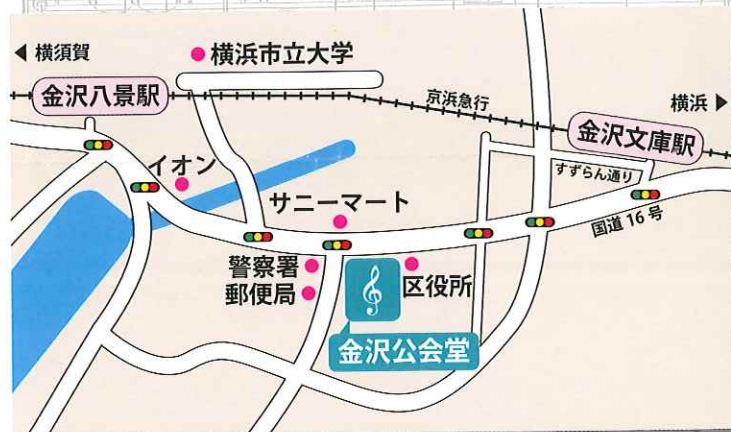 ◀ 横須賀
横浜市立大学
金沢八景駅
京浜急行
横浜 ▶
金沢文庫駅
すずらん通り
イオン
サニーマート
国道16号
警察署
郵便局
区役所
金沢公会堂